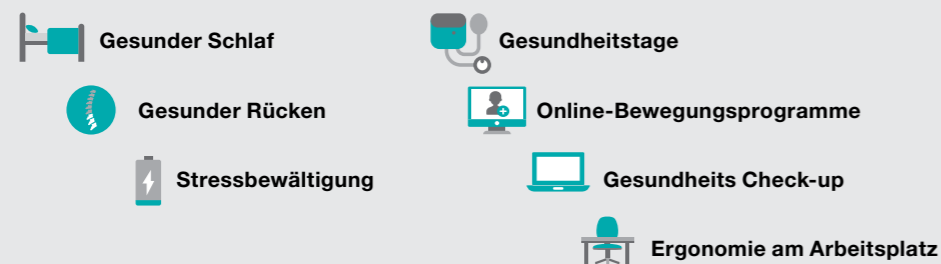 Gesunder Schlaf
Gesunder Rücken
Stressbewältigung
Gesundheitstage
Online-Bewegungsprogramme
Gesundheits Check-up
Ergonomie am Arbeitsplatz